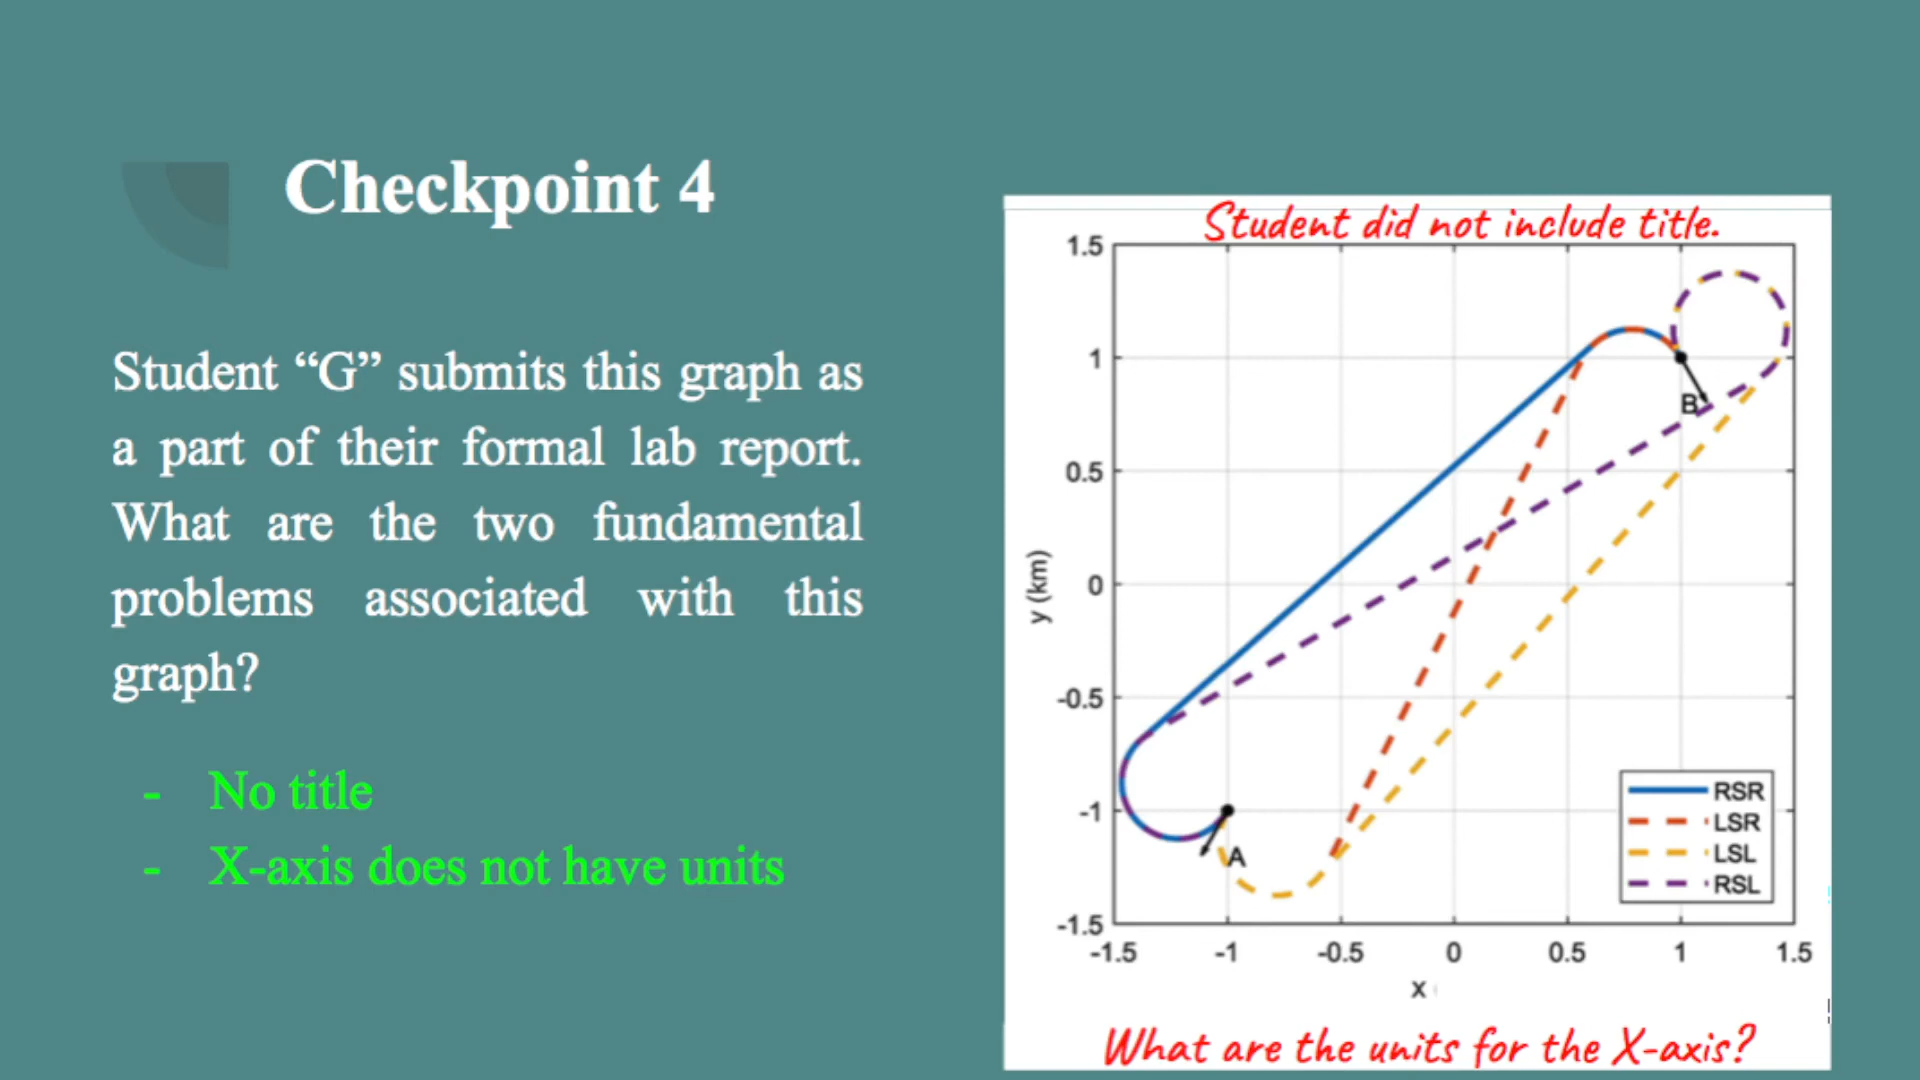 Checkpoint 4
Student “G” submits this graph as
a part of their formal lab report.
What are the two fundamental
problems associated with this
graph?
- No title
- X-axis does not have units
Student did not include title.
1.5
1
0.5
0
-0.5
-1
-1.5
y (km)
B
A
RSR
LSR
LSL
RSL
-1.5 -1 -0.5 0 0.5 1 1.5
x
What are the units for the X-axis?